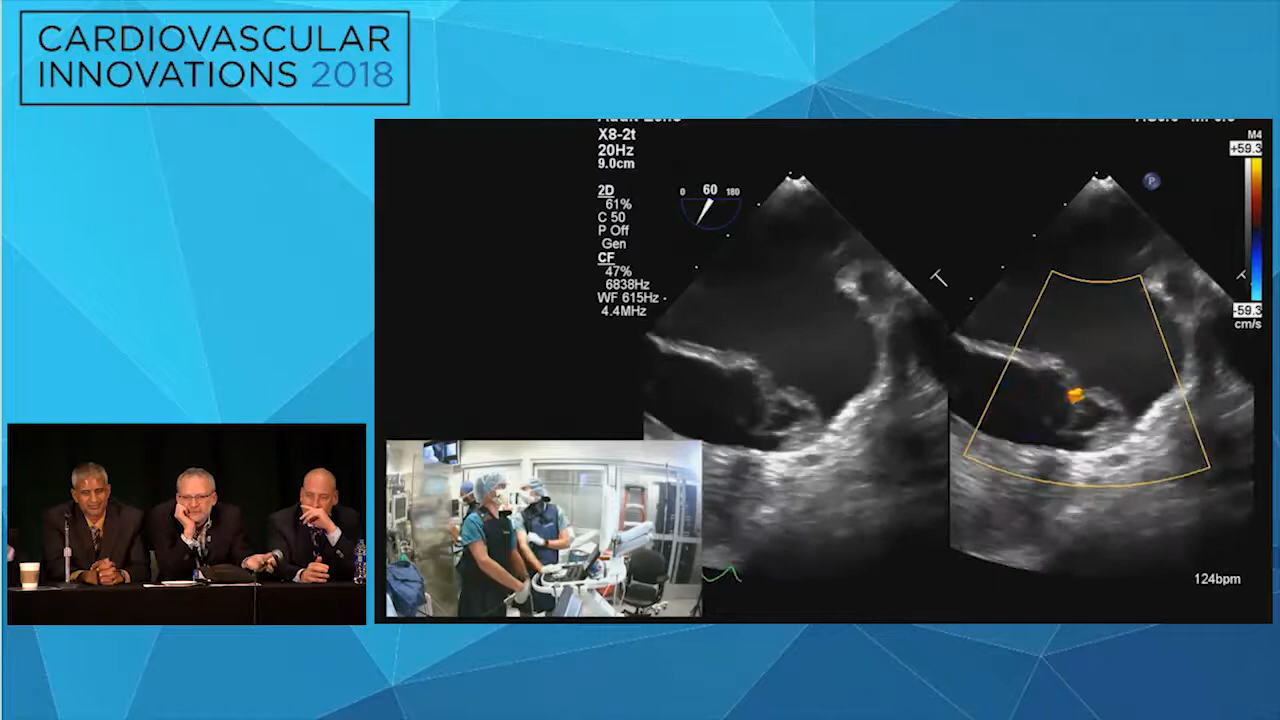 CARDIOVASCULAR
INNOVATIONS 2018
X8-2t
20Hz
9.0cm
2D
61%
C 50
P Off
Gen
CF
47%
6838Hz
WF 615Hz
4.4MHz
0 60 180
P
M4
+59.3
-59.3
cm/s
124bpm